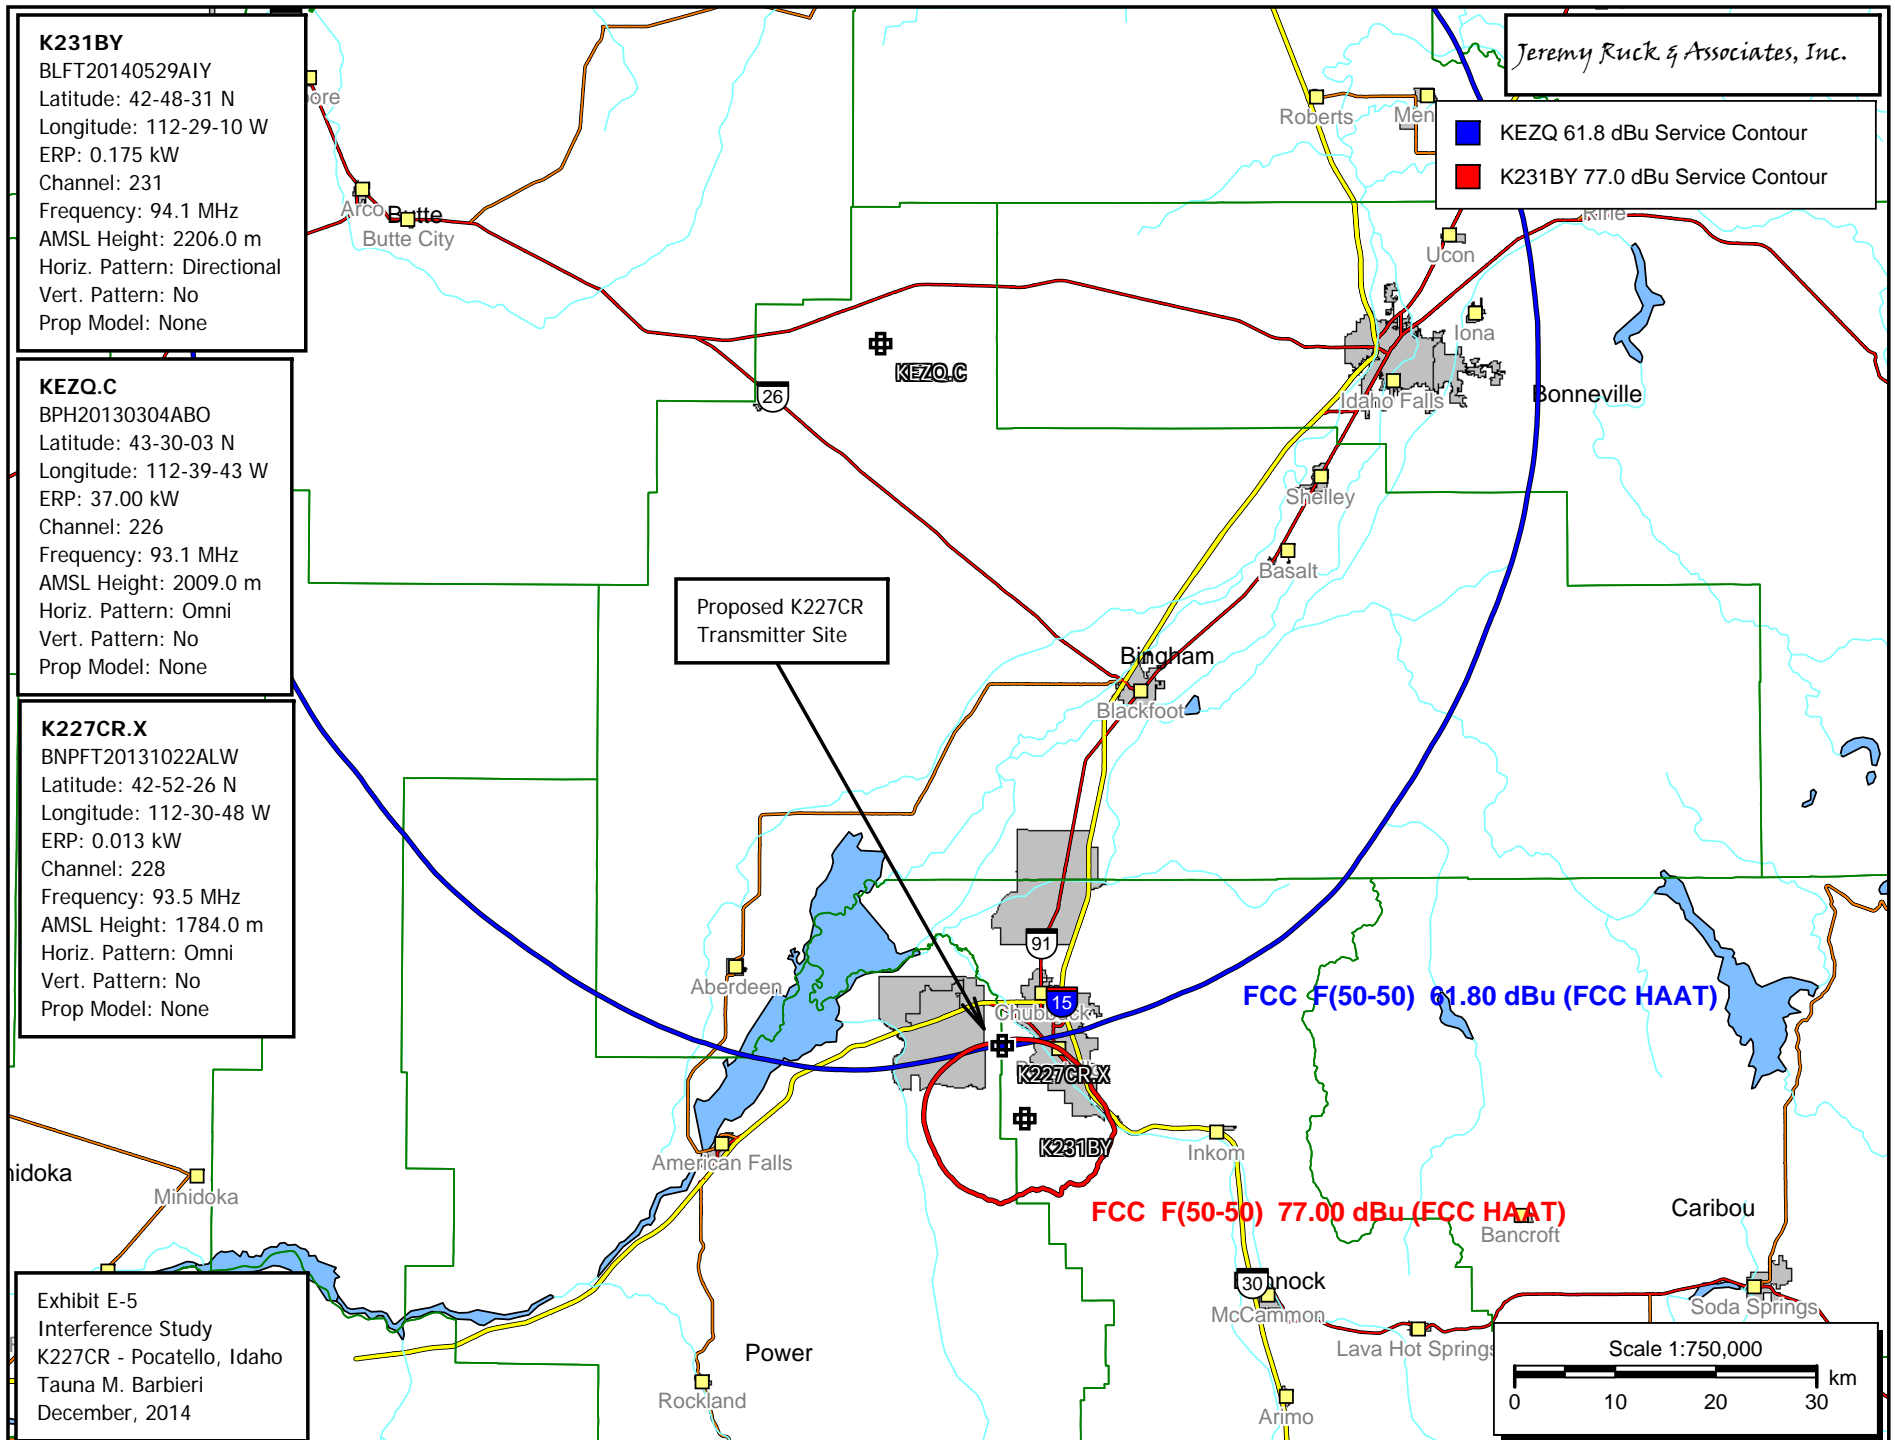 K231BY
BLFT20140529AIY
Latitude: 42-48-31 N
Longitude: 112-29-10 W
ERP: 0.175 kW
Channel: 231
Frequency: 94.1 MHz
AMSL Height: 2206.0 m
Horiz. Pattern: Directional
Vert. Pattern: No
Prop Model: None
KEZQ.C
BPH20130304ABO
Latitude: 43-30-03 N
Longitude: 112-39-43 W
ERP: 37.00 kW
Channel: 226
Frequency: 93.1 MHz
AMSL Height: 2009.0 m
Horiz. Pattern: Omni
Vert. Pattern: No
Prop Model: None
K227CR.X
BNPFT20131022ALW
Latitude: 42-52-26 N
Longitude: 112-30-48 W
ERP: 0.013 kW
Channel: 228
Frequency: 93.5 MHz
AMSL Height: 1784.0 m
Horiz. Pattern: Omni
Vert. Pattern: No
Prop Model: None
Exhibit E-5
Interference Study
K227CR - Pocatello, Idaho
Tauna M. Barbieri
December, 2014
Jeremy Ruck & Associates, Inc.
KEZQ 61.8 dBu Service Contour
K231BY 77.0 dBu Service Contour
Proposed K227CR
Transmitter Site
ore
Arco
Butte
Butte City
Roberts
Men
Ririe
Ucon
Iona
KEZQ.C
26
Idaho Falls
Bonneville
Shelley
Basalt
Bingham
Blackfoot
91
Aberdeen
15
Chubbuck
FCC F(50-50) 61.80 dBu (FCC HAAT)
K227CR.X
K231BY
American Falls
Inkom
nidoka
Minidoka
FCC F(50-50) 77.00 dBu (FCC HAAT)
Caribou
Bancroft
30
nnock
McCammon
Soda Springs
Lava Hot Springs
Power
Rockland
Arimo
Scale 1:750,000
km
0 10 20 30